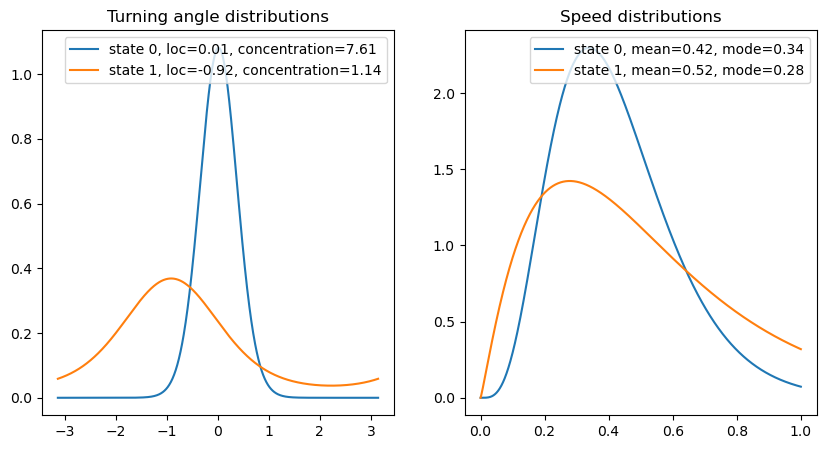 Turning angle distributions
state 0, loc=0.01, concentration=7.61
state 1, loc=-0.92, concentration=1.14
1.0
0.8
0.6
0.4
0.2
0.0
−3 −2 −1 0 1 2 3
Speed distributions
state 0, mean=0.42, mode=0.34
state 1, mean=0.52, mode=0.28
2.0
1.5
1.0
0.5
0.0
0.0 0.2 0.4 0.6 0.8 1.0